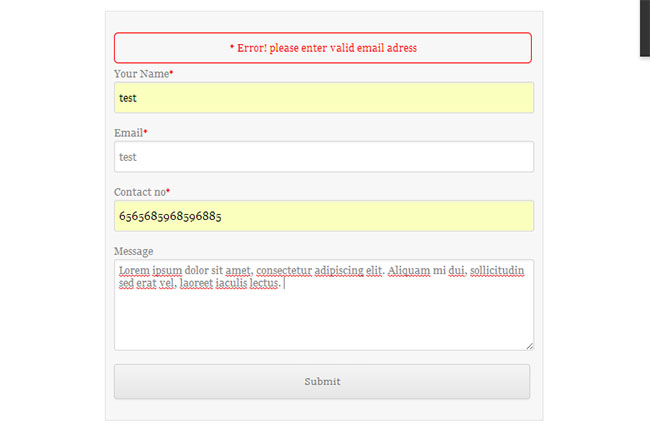 * Error! please enter valid email adress
Your Name*
test
Email*
test
Contact no*
6565685968596885
Message
Lorem ipsum dolor sit amet, consectetur adipiscing elit. Aliquam mi dui, sollicitudin
sed erat vel, laoreet iaculis lectus.
Submit